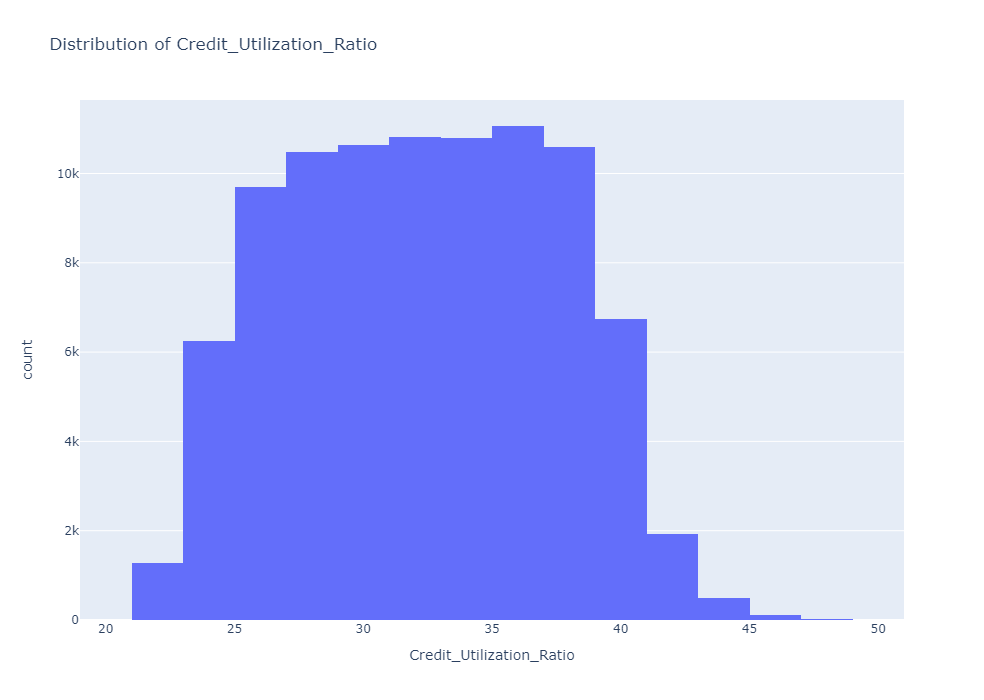 Distribution of Credit_Utilization_Ratio
10k
8k
6k
4k
2k
0
20 25 30 35 40 45 50
Credit_Utilization_Ratio
count